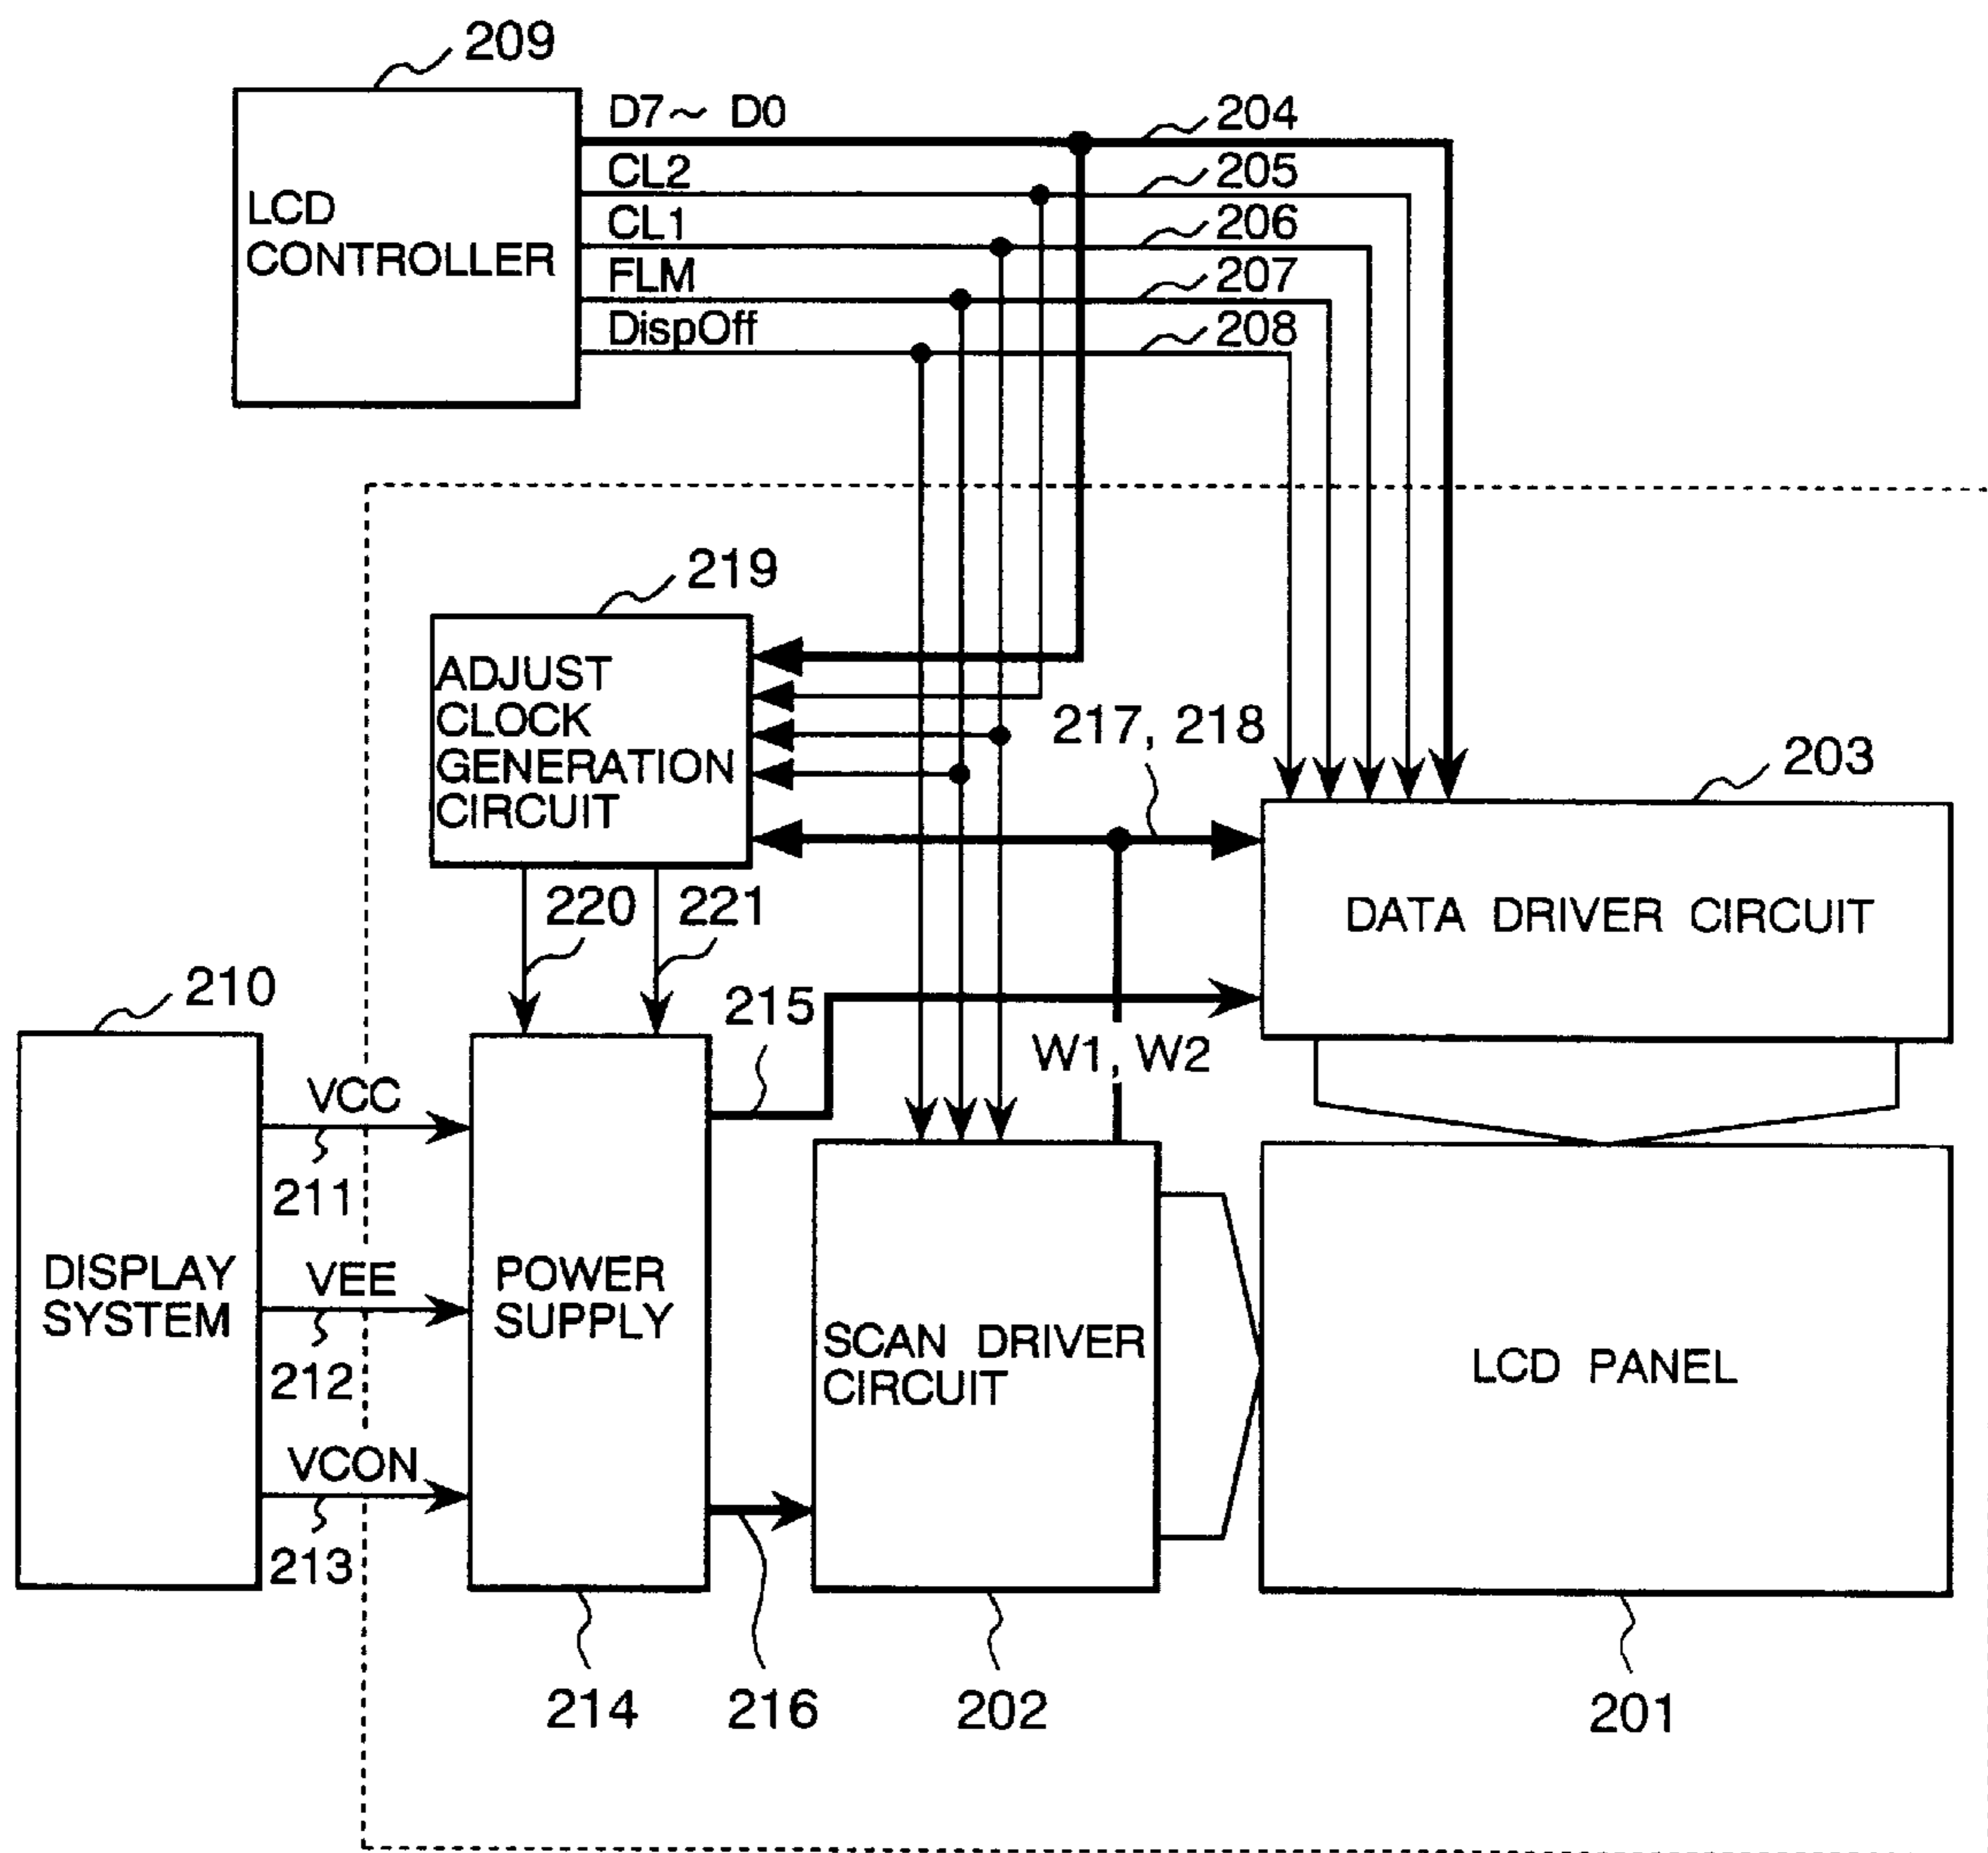 209
D7~ D0
204
CL2
205
LCD
CONTROLLER
CL1
206
FLM
207
DispOff
208
219
ADJUST
CLOCK
GENERATION
CIRCUIT
217, 218
203
220
221
DATA DRIVER CIRCUIT
210
215
W1, W2
VCC
211
DISPLAY
SYSTEM
VEE
212
POWER
SUPPLY
SCAN DRIVER
CIRCUIT
LCD PANEL
VCON
213
214
216
202
201